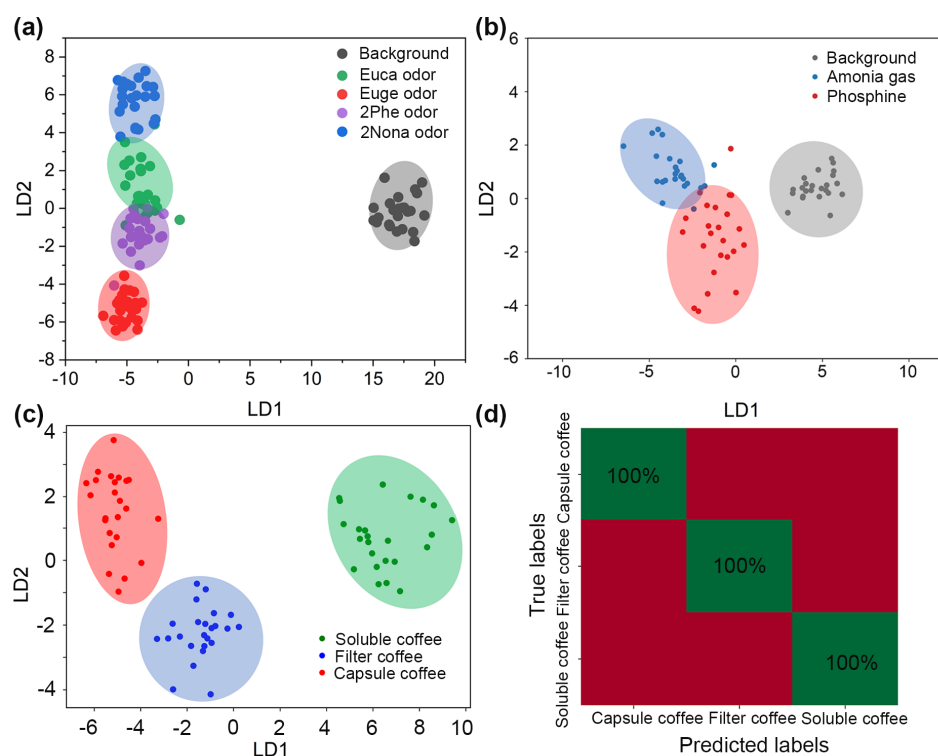 (a)
8
6
4
2
0
-2
-4
-6
-8
-10
-5
0
5
10
15
20
LD2
LD1
Background
Euca odor
Euge odor
2Phe odor
2Nona odor
(b)
6
4
2
0
-2
-4
-6
-10
-5
0
5
10
LD2
LD1
Background
Amonia gas
Phosphine
(c)
4
2
0
-2
-4
-6
-4
-2
0
2
4
6
8
10
LD2
LD1
Soluble coffee
Filter coffee
Capsule coffee
(d)
True labels
Capsule coffee
Filter coffee
Soluble coffee
100%
100%
100%
Capsule coffee
Filter coffee
Soluble coffee
Predicted labels